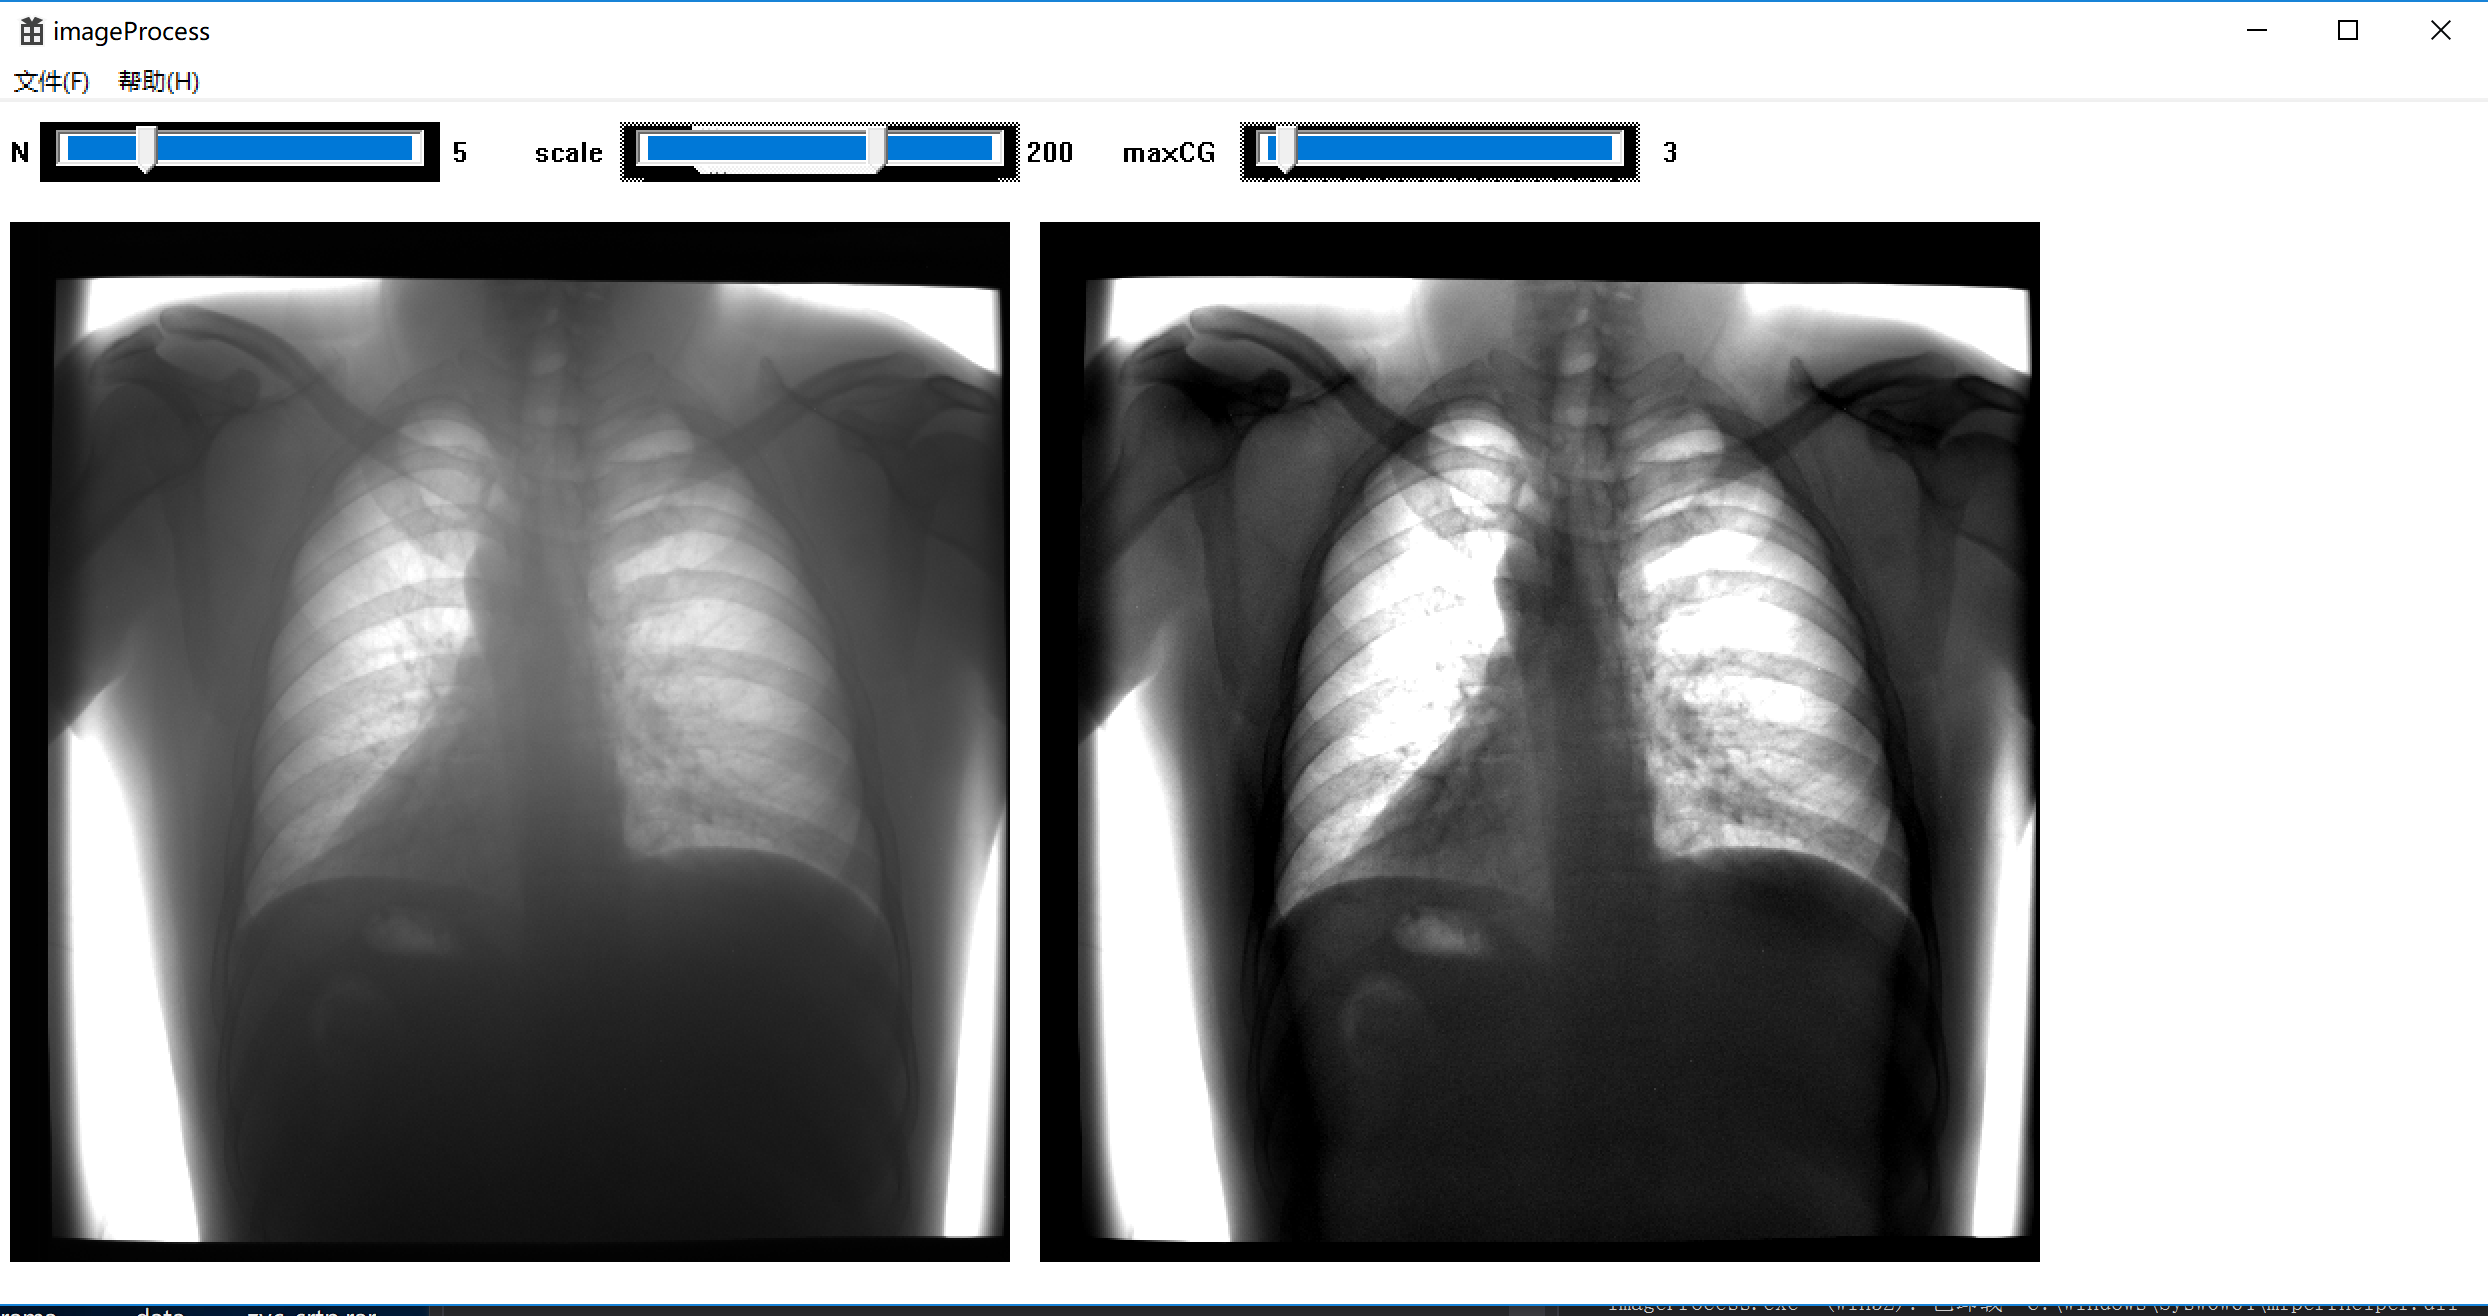 imageProcess
文件(F) 帮助(H)
N 5 scale 200 maxCG 3